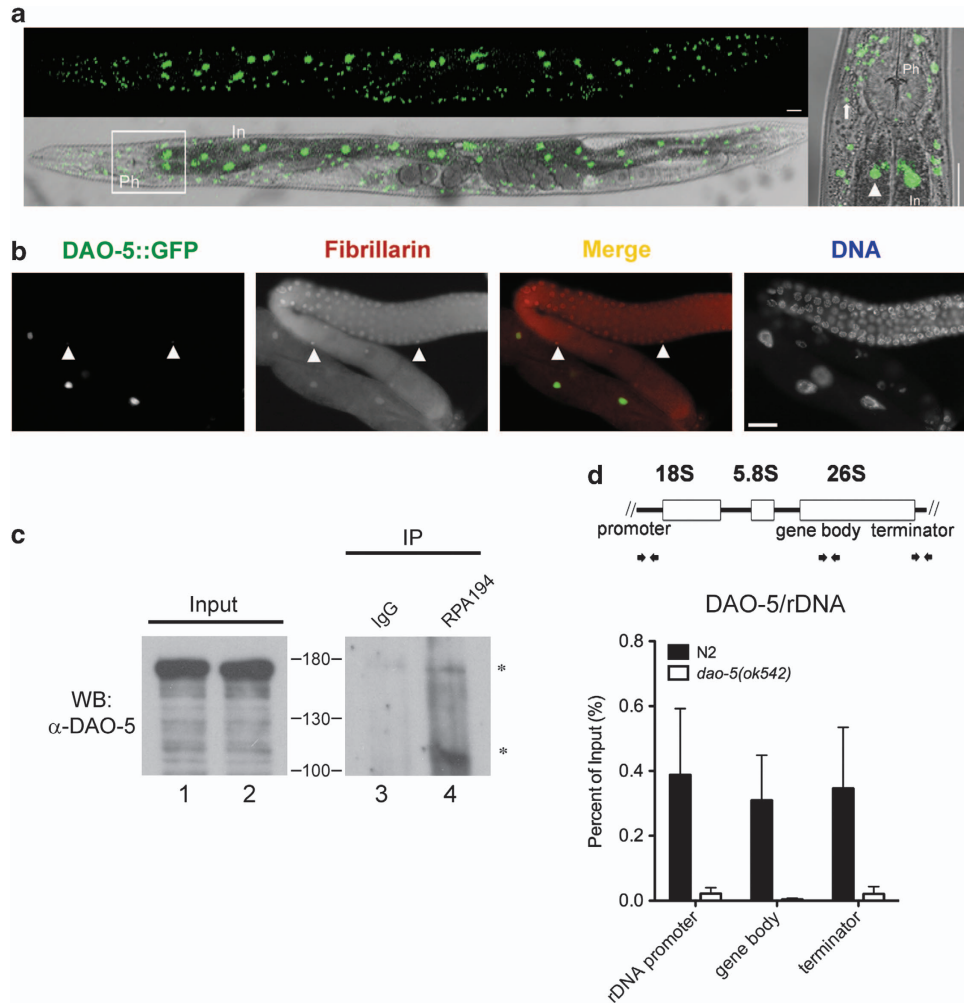 a
In
Ph
Ph
In
b
DAO-5::GFP Fibrillarin Merge DNA
c
IP
Input
IgG RPA194
WB:
α-DAO-5
–180
–130
–100
*
*
1 2 3 4
d
18S 5.8S 26S
// //
promoter gene body terminator
DAO-5/rDNA
Percent of Input (%)
0.8
0.6
0.4
0.2
0.0
N2
dao-5(ok542)
rDNA promoter
gene body
terminator